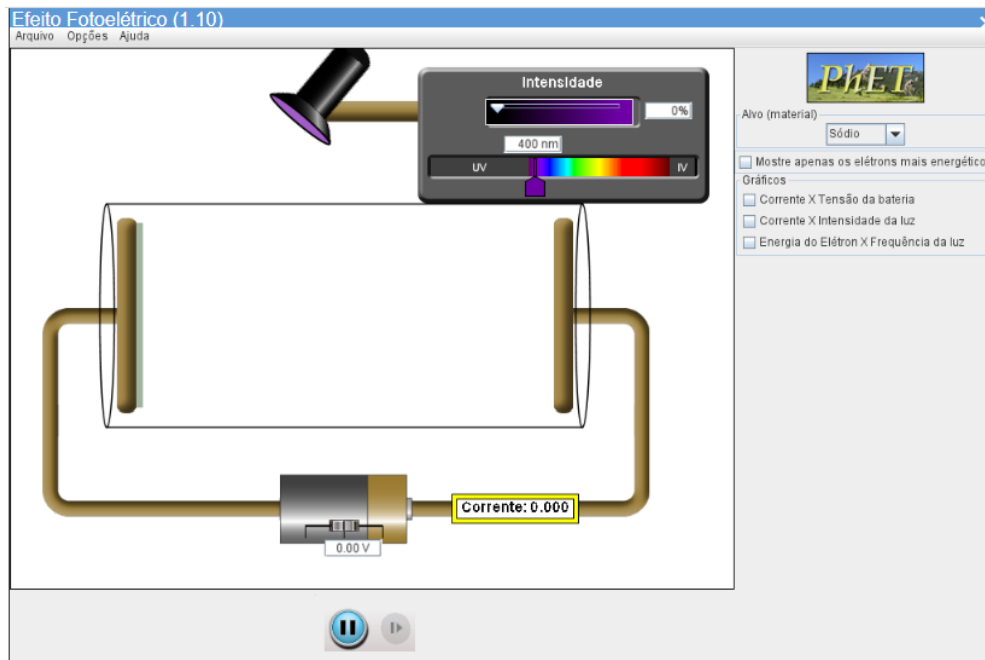 Efeito Fotoelétrico (1.10)
Arquivo Opções Ajuda
Intensidade
0%
400 nm
UV IV
PhET
Alvo (material)
Sódio
Mostre apenas os elétrons mais energético
Gráficos
Corrente X Tensão da bateria
Corrente X Intensidade da luz
Energia do Elétron X Frequência da luz
Corrente: 0.000
0.00 V